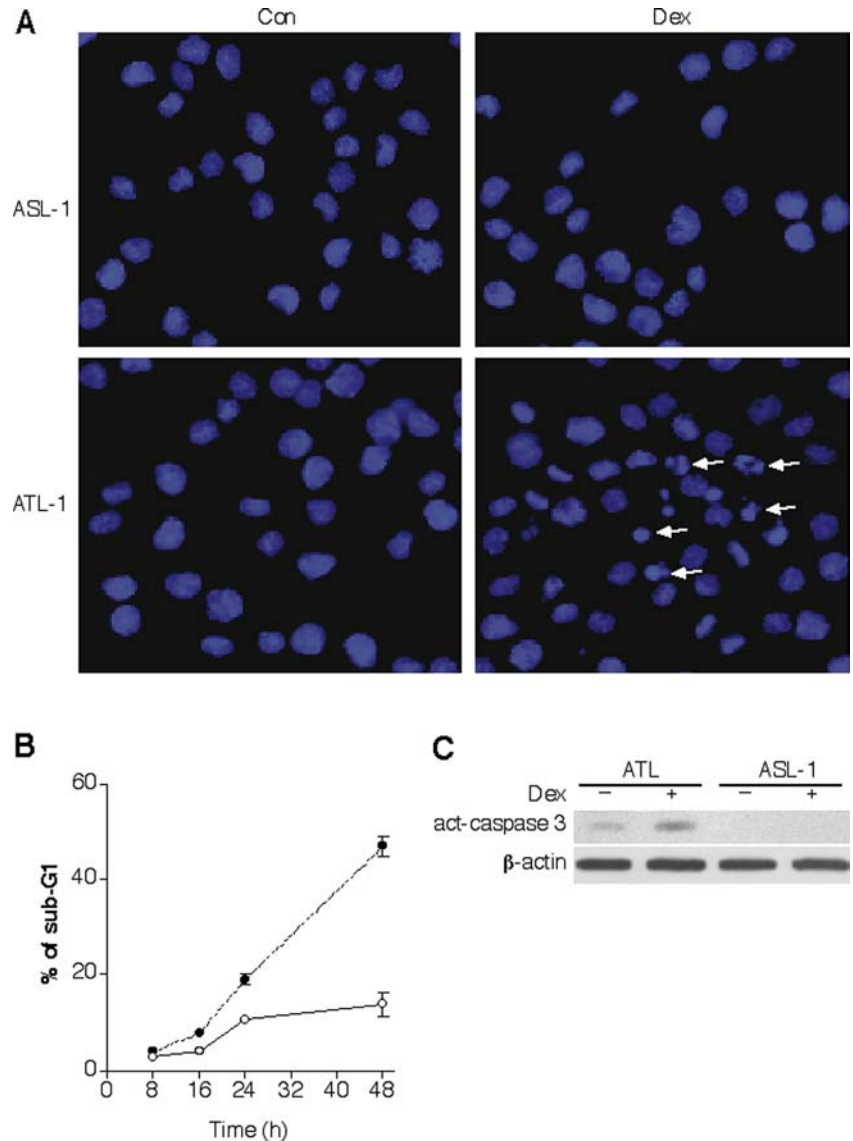 A
Con Dex
ASL-1
ATL-1
B
60
40
20
0
% of sub-G1
0 8 16 24 32 40 48
Time (h)
C
ATL ASL-1
Dex − + − +
act-caspase 3
β-actin